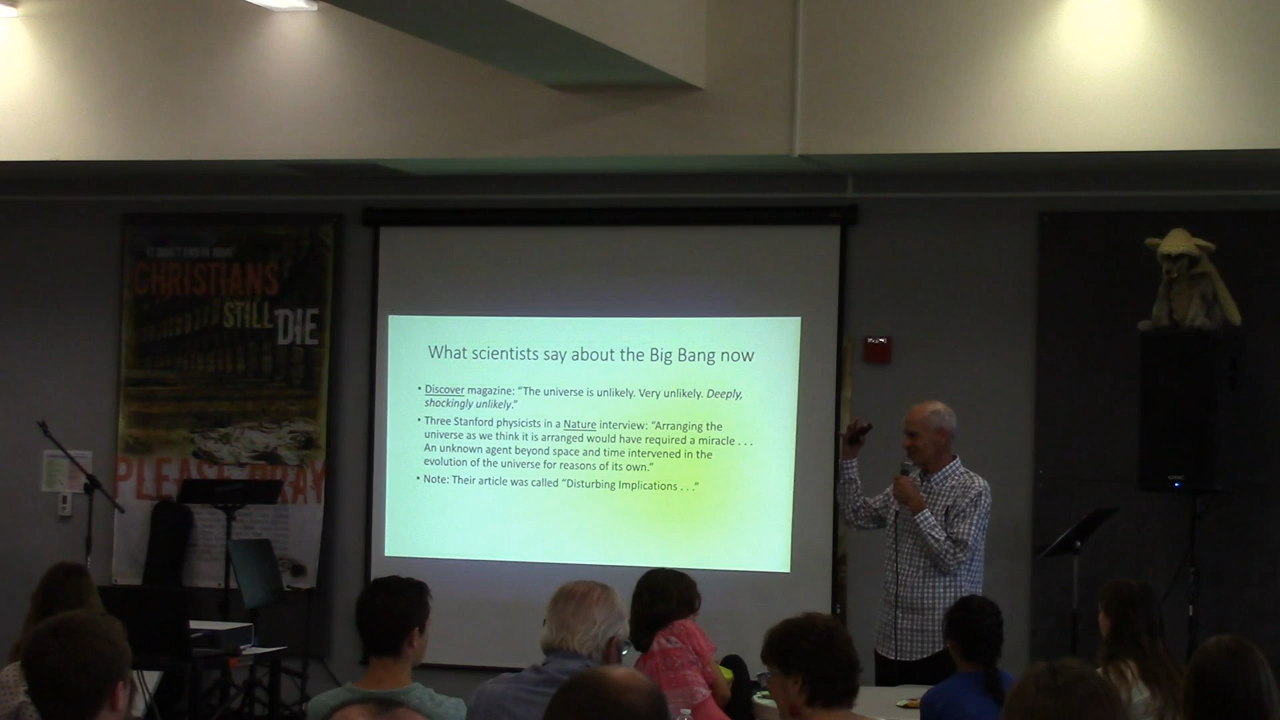 CHRISTIANS
STILL
DIE
PLEASE PRAY
What scientists say about the Big Bang now
• Discover magazine: “The universe is unlikely. Very unlikely. Deeply,
shockingly unlikely.”
• Three Stanford physicists in a Nature interview: “Arranging the
universe as we think it is arranged would have required a miracle . . .
An unknown agent beyond space and time intervened in the
evolution of the universe for reasons of its own.”
• Note: Their article was called “Disturbing Implications . . .”